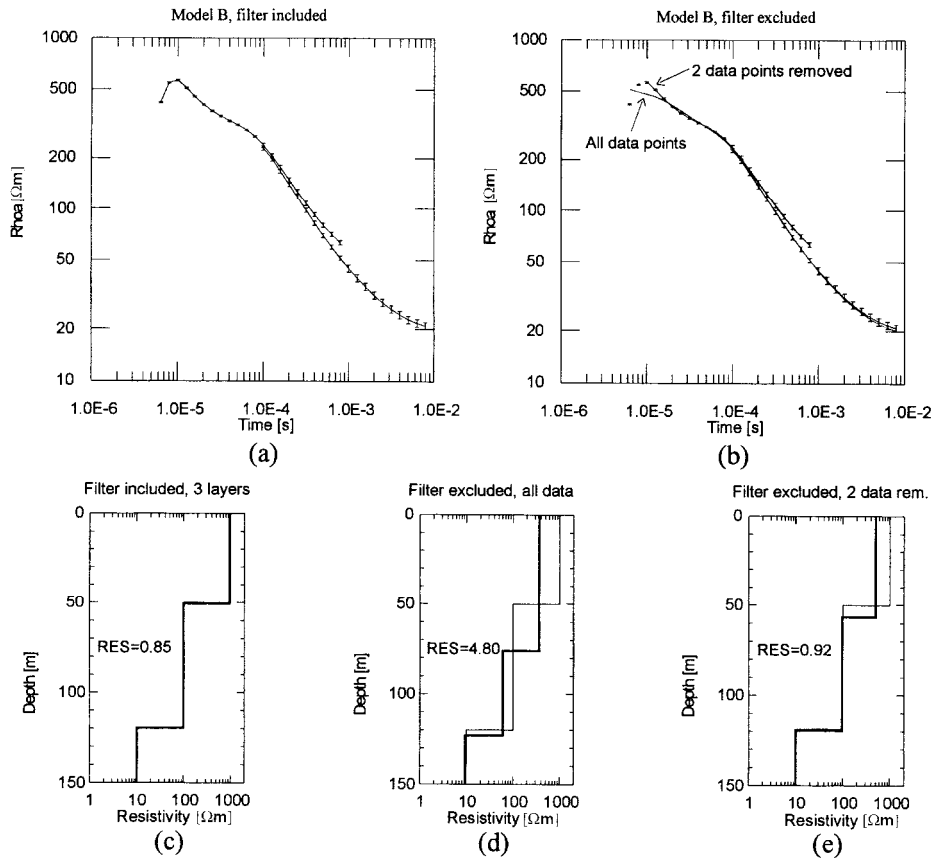 Model B, filter included
1000
500
200
100
50
20
10
Rhoa [Ωm]
1.0E-6 1.0E-5 1.0E-4 1.0E-3 1.0E-2
Time [s]
(a)
Model B, filter excluded
1000
500
200
100
50
20
10
Rhoa [Ωm]
2 data points removed
All data points
1.0E-6 1.0E-5 1.0E-4 1.0E-3 1.0E-2
Time [s]
(b)
Filter included, 3 layers
0
50
100
150
Depth [m]
RES=0.85
1 10 100 1000
Resistivity [Ωm]
(c)
Filter excluded, all data
0
50
100
150
Depth [m]
RES=4.80
1 10 100 1000
Resistivity [Ωm]
(d)
Filter excluded, 2 data rem.
0
50
100
150
Depth [m]
RES=0.92
1 10 100 1000
Resistivity [Ωm]
(e)